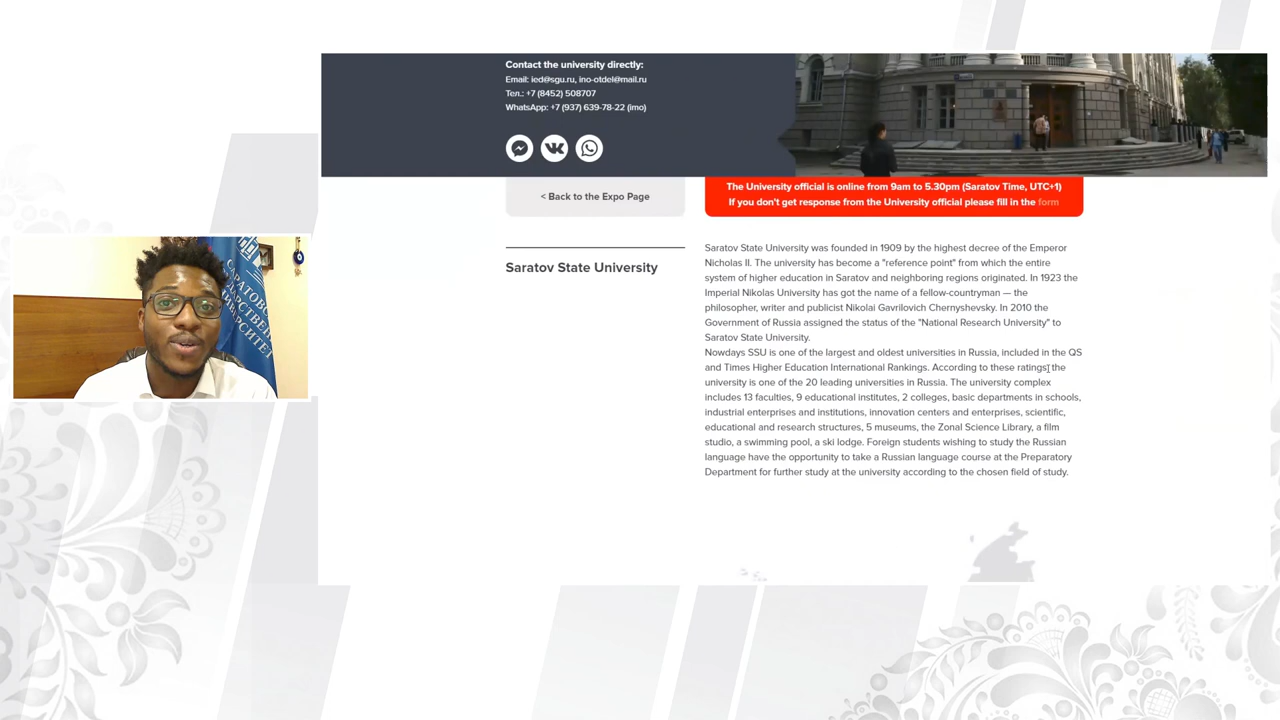 Contact the university directly:
Email: ied@sgu.ru, ino-otdel@mail.ru
Тел.: +7 (8452) 508707
WhatsApp: +7 (937) 639-78-22 (imo)
< Back to the Expo Page
The University official is online from 9am to 5.30pm (Saratov Time, UTC+1)
If you don't get response from the University official please fill in the form
Saratov State University
Saratov State University was founded in 1909 by the highest decree of the Emperor
Nicholas II. The university has become a "reference point" from which the entire
system of higher education in Saratov and neighboring regions originated. In 1923 the
Imperial Nikolas University has got the name of a fellow-countryman — the
philosopher, writer and publicist Nikolai Gavrilovich Chernyshevsky. In 2010 the
Government of Russia assigned the status of the "National Research University" to
Saratov State University.
Nowdays SSU is one of the largest and oldest universities in Russia, included in the QS
and Times Higher Education International Rankings. According to these ratings the
university is one of the 20 leading universities in Russia. The university complex
includes 13 faculties, 9 educational institutes, 2 colleges, basic departments in schools,
industrial enterprises and institutions, innovation centers and enterprises, scientific,
educational and research structures, 5 museums, the Zonal Science Library, a film
studio, a swimming pool, a ski lodge. Foreign students wishing to study the Russian
language have the opportunity to take a Russian language course at the Preparatory
Department for further study at the university according to the chosen field of study.